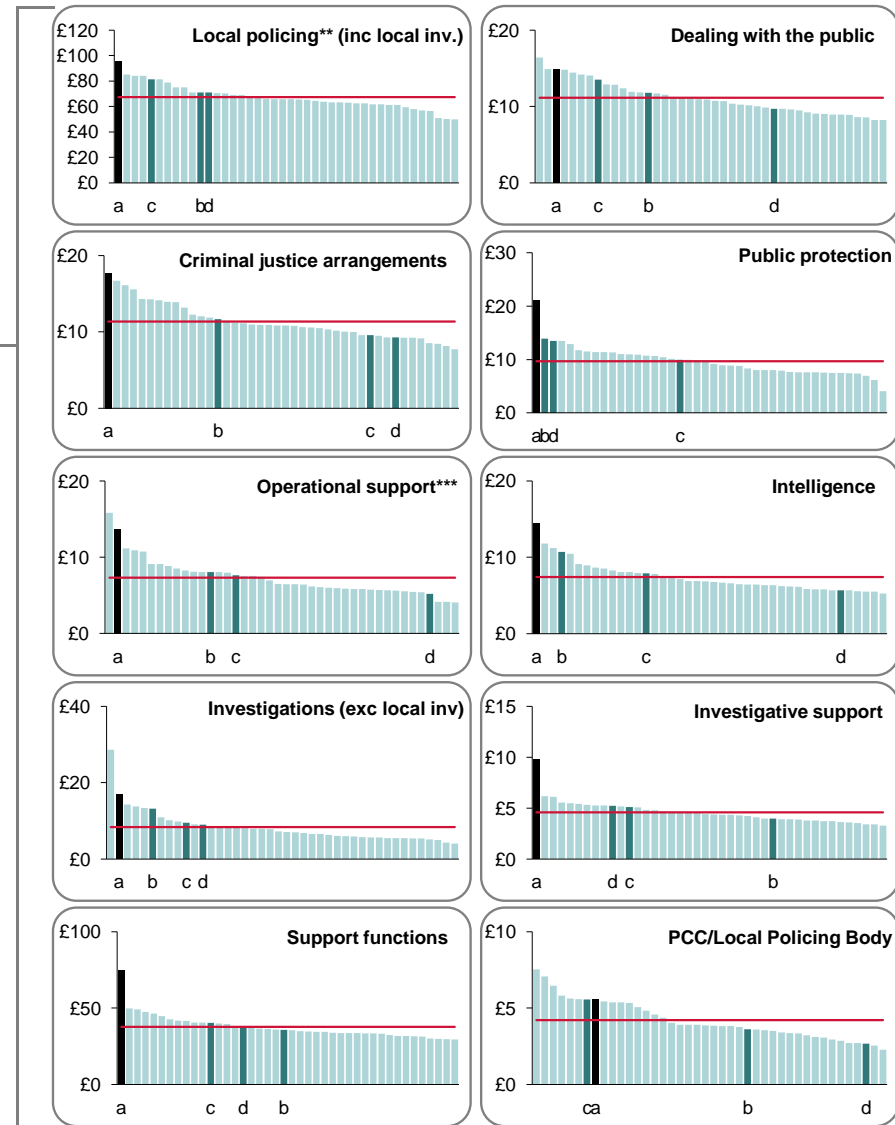 Local policing** (inc local inv.)
£120
£100
£80
£60
£40
£20
£0
a c bd
Dealing with the public
£20
£10
£0
a c b d
Criminal justice arrangements
£20
£10
£0
a b c d
Public protection
£30
£20
£10
£0
abd c
Operational support***
£20
£10
£0
a b c d
Intelligence
£20
£10
£0
a b c d
Investigations (exc local inv)
£40
£20
£0
a b c d
Investigative support
£15
£10
£5
£0
a d c b
Support functions
£100
£50
£0
a c d b
PCC/Local Policing Body
£10
£5
£0
ca b d